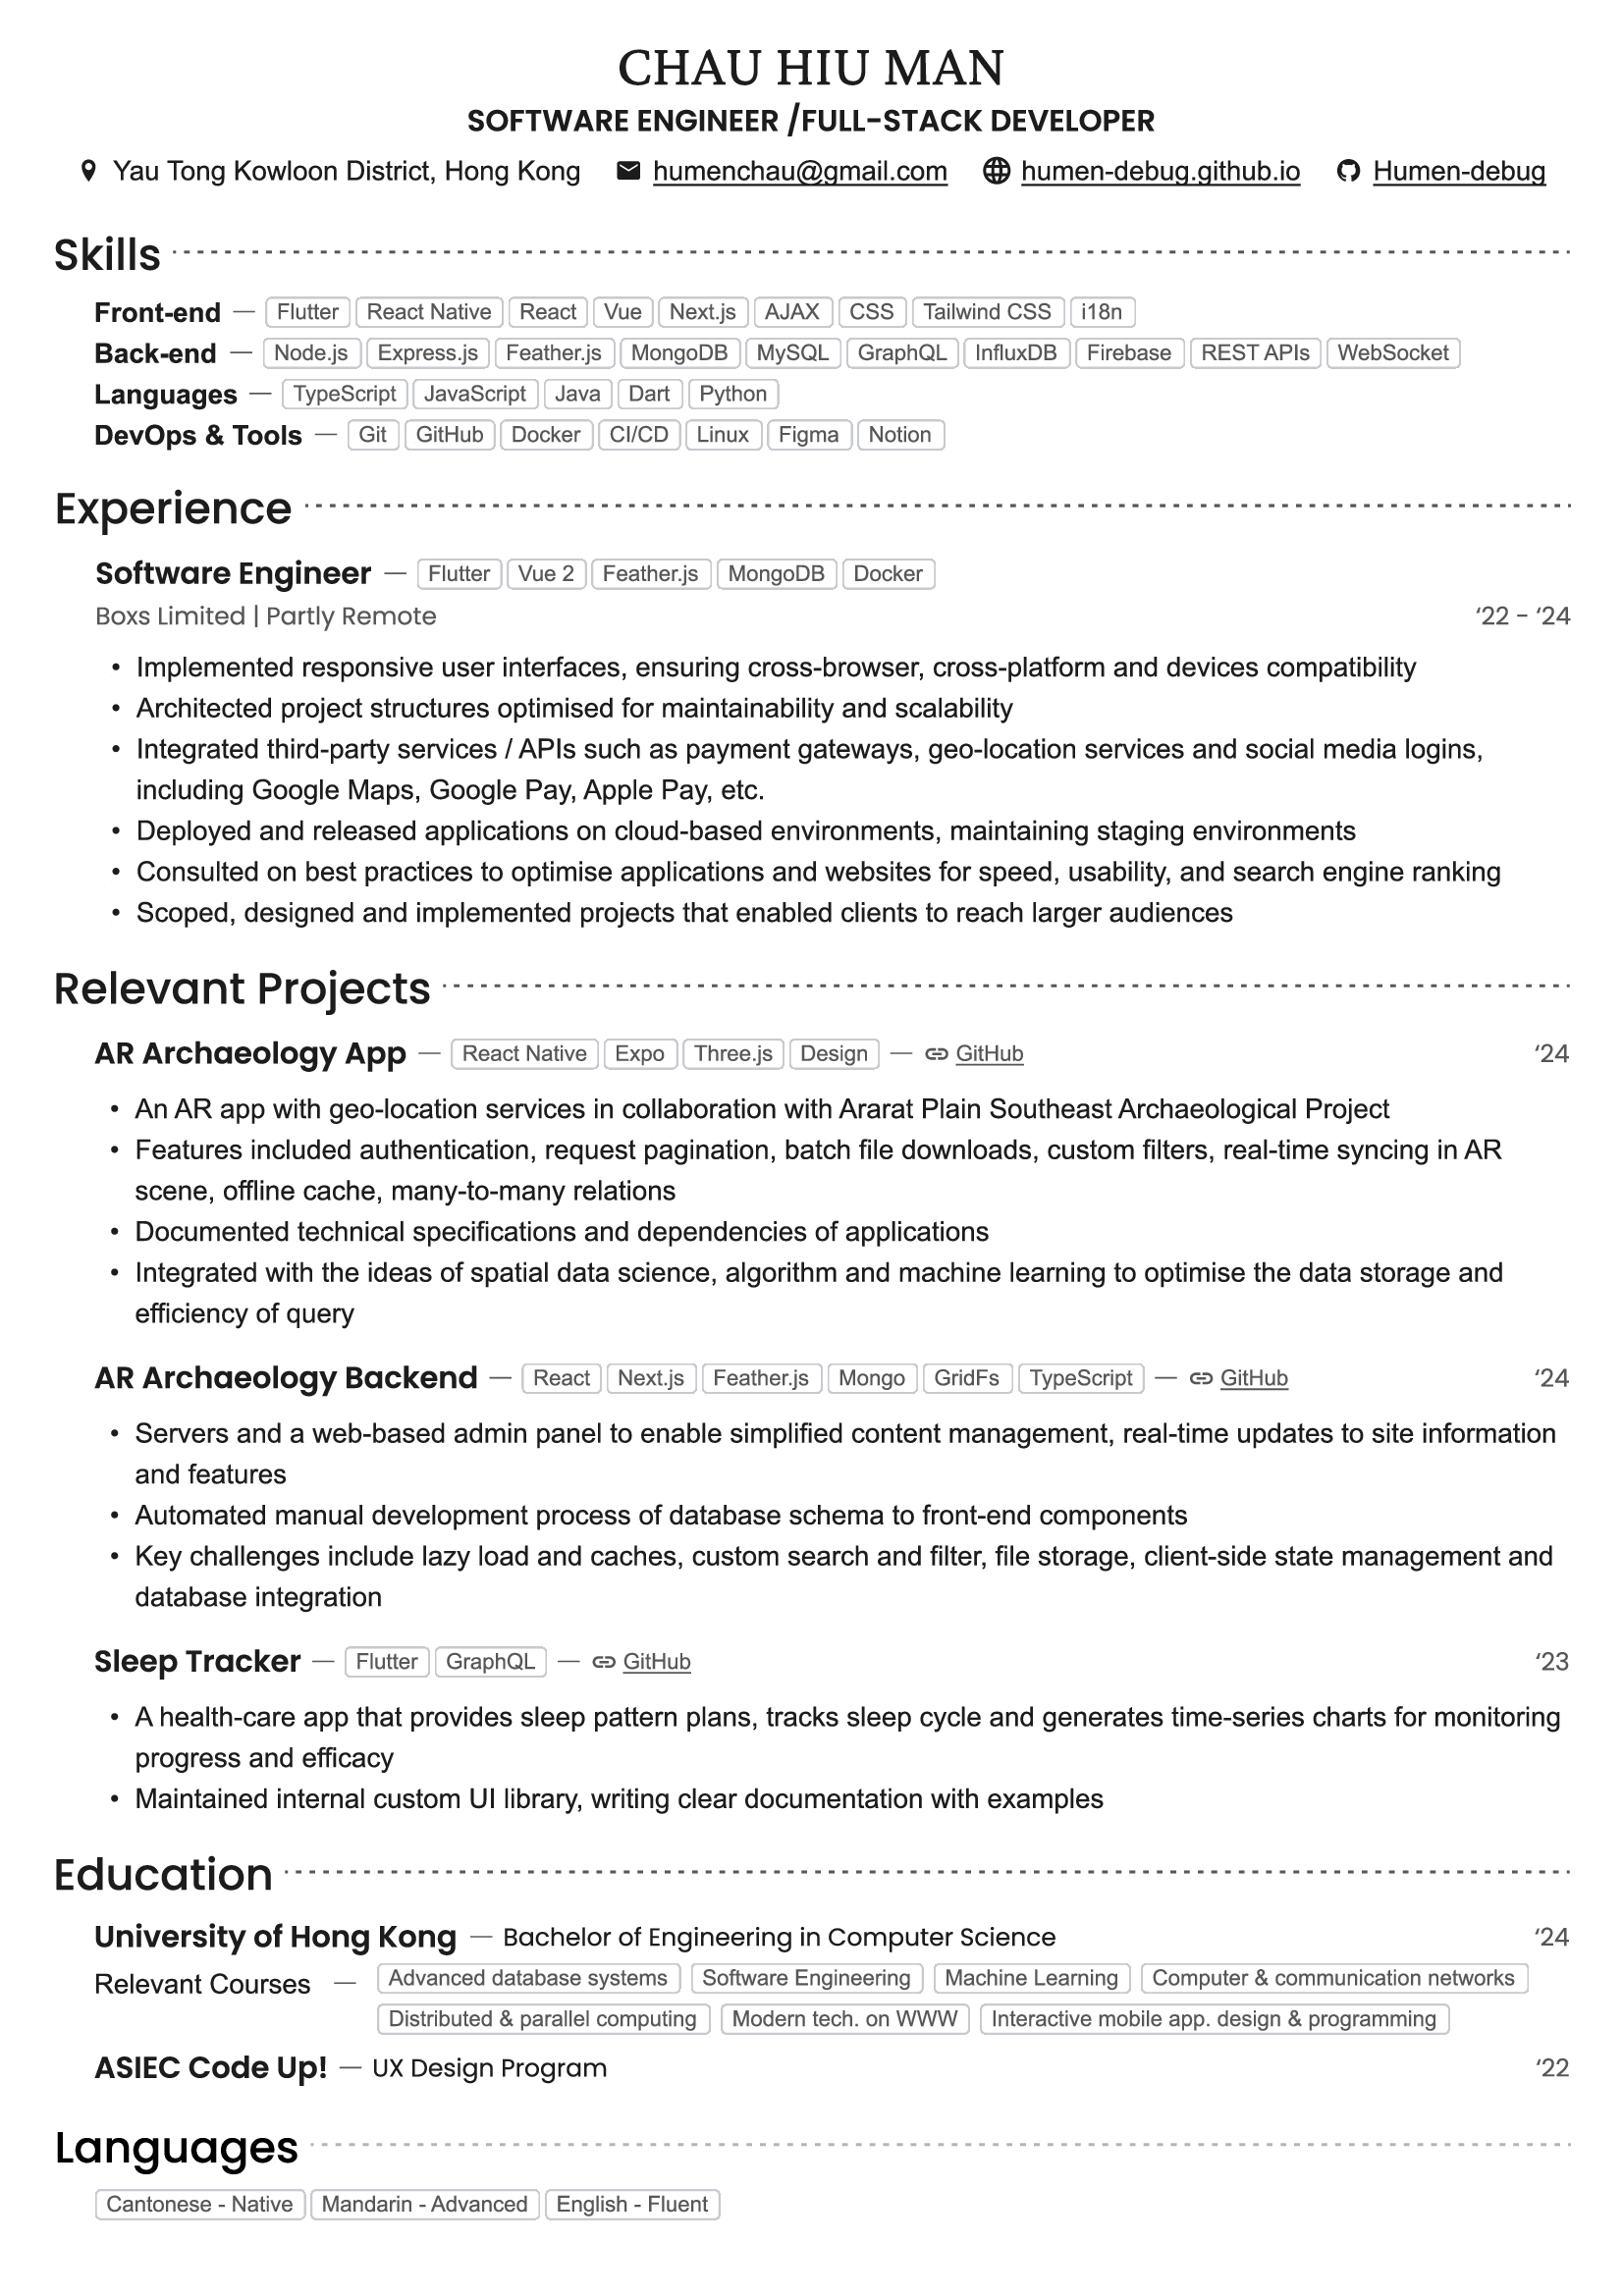 CHAU HIU MAN
SOFTWARE ENGINEER /FULL-STACK DEVELOPER
Yau Tong Kowloon District, Hong Kong humenchau@gmail.com humen-debug.github.io Humen-debug
Skills
Front-end — Flutter React Native React Vue Next.js AJAX CSS Tailwind CSS i18n
Back-end — Node.js Express.js Feather.js MongoDB MySQL GraphQL InfluxDB Firebase REST APIs WebSocket
Languages — TypeScript JavaScript Java Dart Python
DevOps & Tools — Git GitHub Docker CI/CD Linux Figma Notion
Experience
Software Engineer — Flutter Vue 2 Feather.js MongoDB Docker
Boxs Limited | Partly Remote ‘22 - ‘24
• Implemented responsive user interfaces, ensuring cross-browser, cross-platform and devices compatibility
• Architected project structures optimised for maintainability and scalability
• Integrated third-party services / APIs such as payment gateways, geo-location services and social media logins,
including Google Maps, Google Pay, Apple Pay, etc.
• Deployed and released applications on cloud-based environments, maintaining staging environments
• Consulted on best practices to optimise applications and websites for speed, usability, and search engine ranking
• Scoped, designed and implemented projects that enabled clients to reach larger audiences
Relevant Projects
AR Archaeology App — React Native Expo Three.js Design — GitHub ‘24
• An AR app with geo-location services in collaboration with Ararat Plain Southeast Archaeological Project
• Features included authentication, request pagination, batch file downloads, custom filters, real-time syncing in AR
scene, offline cache, many-to-many relations
• Documented technical specifications and dependencies of applications
• Integrated with the ideas of spatial data science, algorithm and machine learning to optimise the data storage and
efficiency of query
AR Archaeology Backend — React Next.js Feather.js Mongo GridFs TypeScript — GitHub ‘24
• Servers and a web-based admin panel to enable simplified content management, real-time updates to site information
and features
• Automated manual development process of database schema to front-end components
• Key challenges include lazy load and caches, custom search and filter, file storage, client-side state management and
database integration
Sleep Tracker — Flutter GraphQL — GitHub ‘23
• A health-care app that provides sleep pattern plans, tracks sleep cycle and generates time-series charts for monitoring
progress and efficacy
• Maintained internal custom UI library, writing clear documentation with examples
Education
University of Hong Kong — Bachelor of Engineering in Computer Science ‘24
Relevant Courses — Advanced database systems Software Engineering Machine Learning Computer & communication networks
Distributed & parallel computing Modern tech. on WWW Interactive mobile app. design & programming
ASIEC Code Up! — UX Design Program ‘22
Languages
Cantonese - Native Mandarin - Advanced English - Fluent